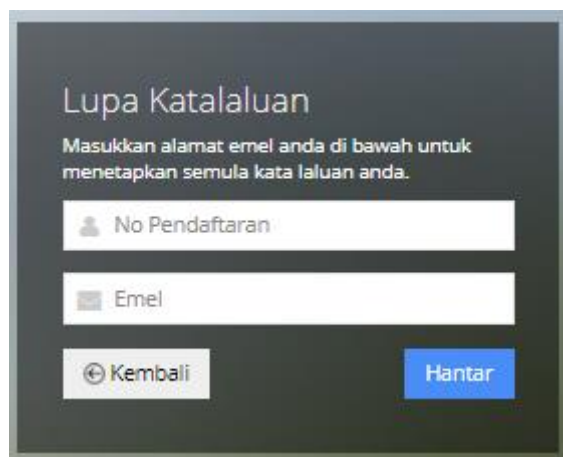 Lupa Katalaluan
Masukkan alamat emel anda di bawah untuk
menetapkan semula kata laluan anda.
No Pendaftaran
Emel
Kembali
Hantar